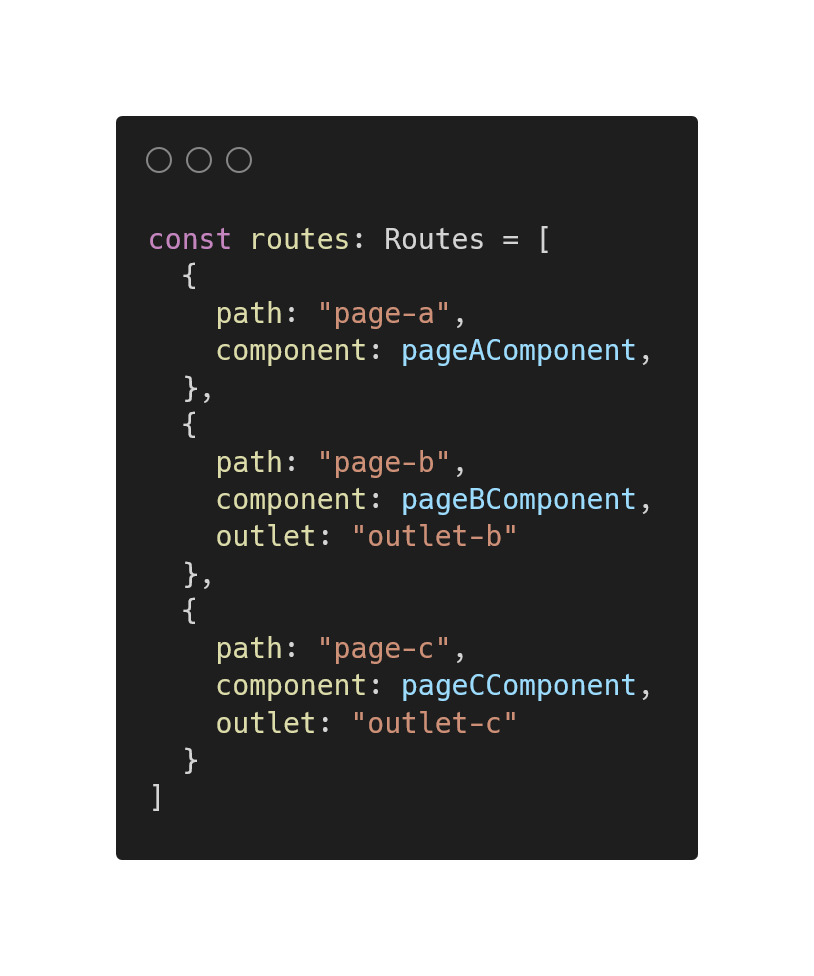 const routes: Routes = [
  {
    path: "page-a",
    component: pageAComponent,
  },
  {
    path: "page-b",
    component: pageBComponent,
    outlet: "outlet-b"
  },
  {
    path: "page-c",
    component: pageCComponent,
    outlet: "outlet-c"
  }
]